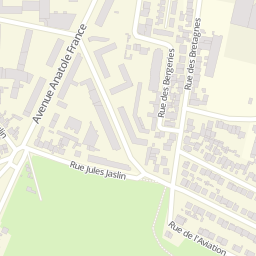 Avenue Anatole France
Rue des Bergeries
Rue des Bretagnes
Rue Jules Jaslin
Rue de l'Aviation